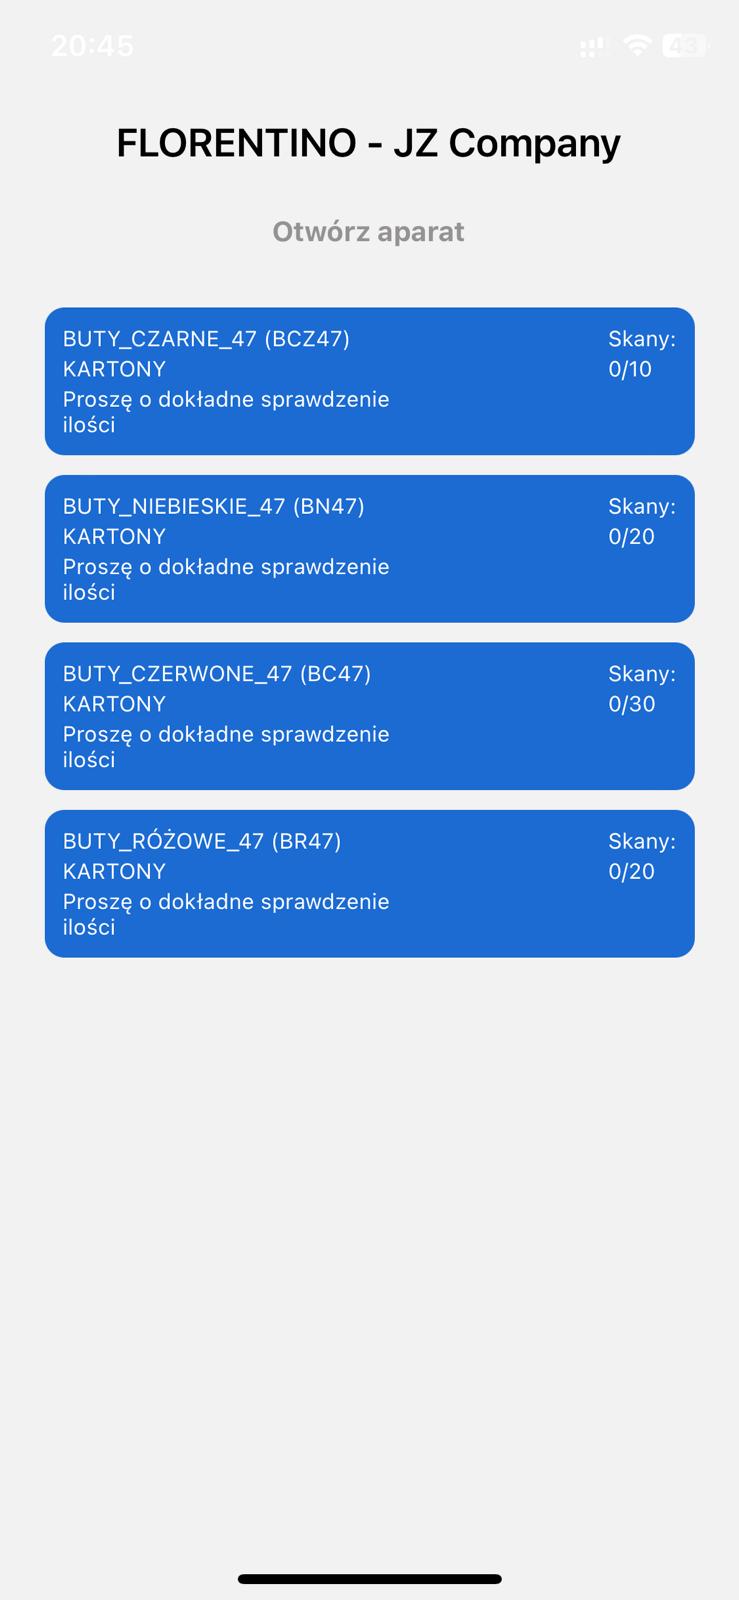 20:45
43
FLORENTINO - JZ Company
Otwórz aparat
BUTY_CZARNE_47 (BCZ47)
Skany:
KARTONY
0/10
Proszę o dokładne sprawdzenie
ilości
BUTY_NIEBIESKIE_47 (BN47)
Skany:
KARTONY
0/20
Proszę o dokładne sprawdzenie
ilości
BUTY_CZERWONE_47 (BC47)
Skany:
KARTONY
0/30
Proszę o dokładne sprawdzenie
ilości
BUTY_RÓŻOWE_47 (BR47)
Skany:
KARTONY
0/20
Proszę o dokładne sprawdzenie
ilości